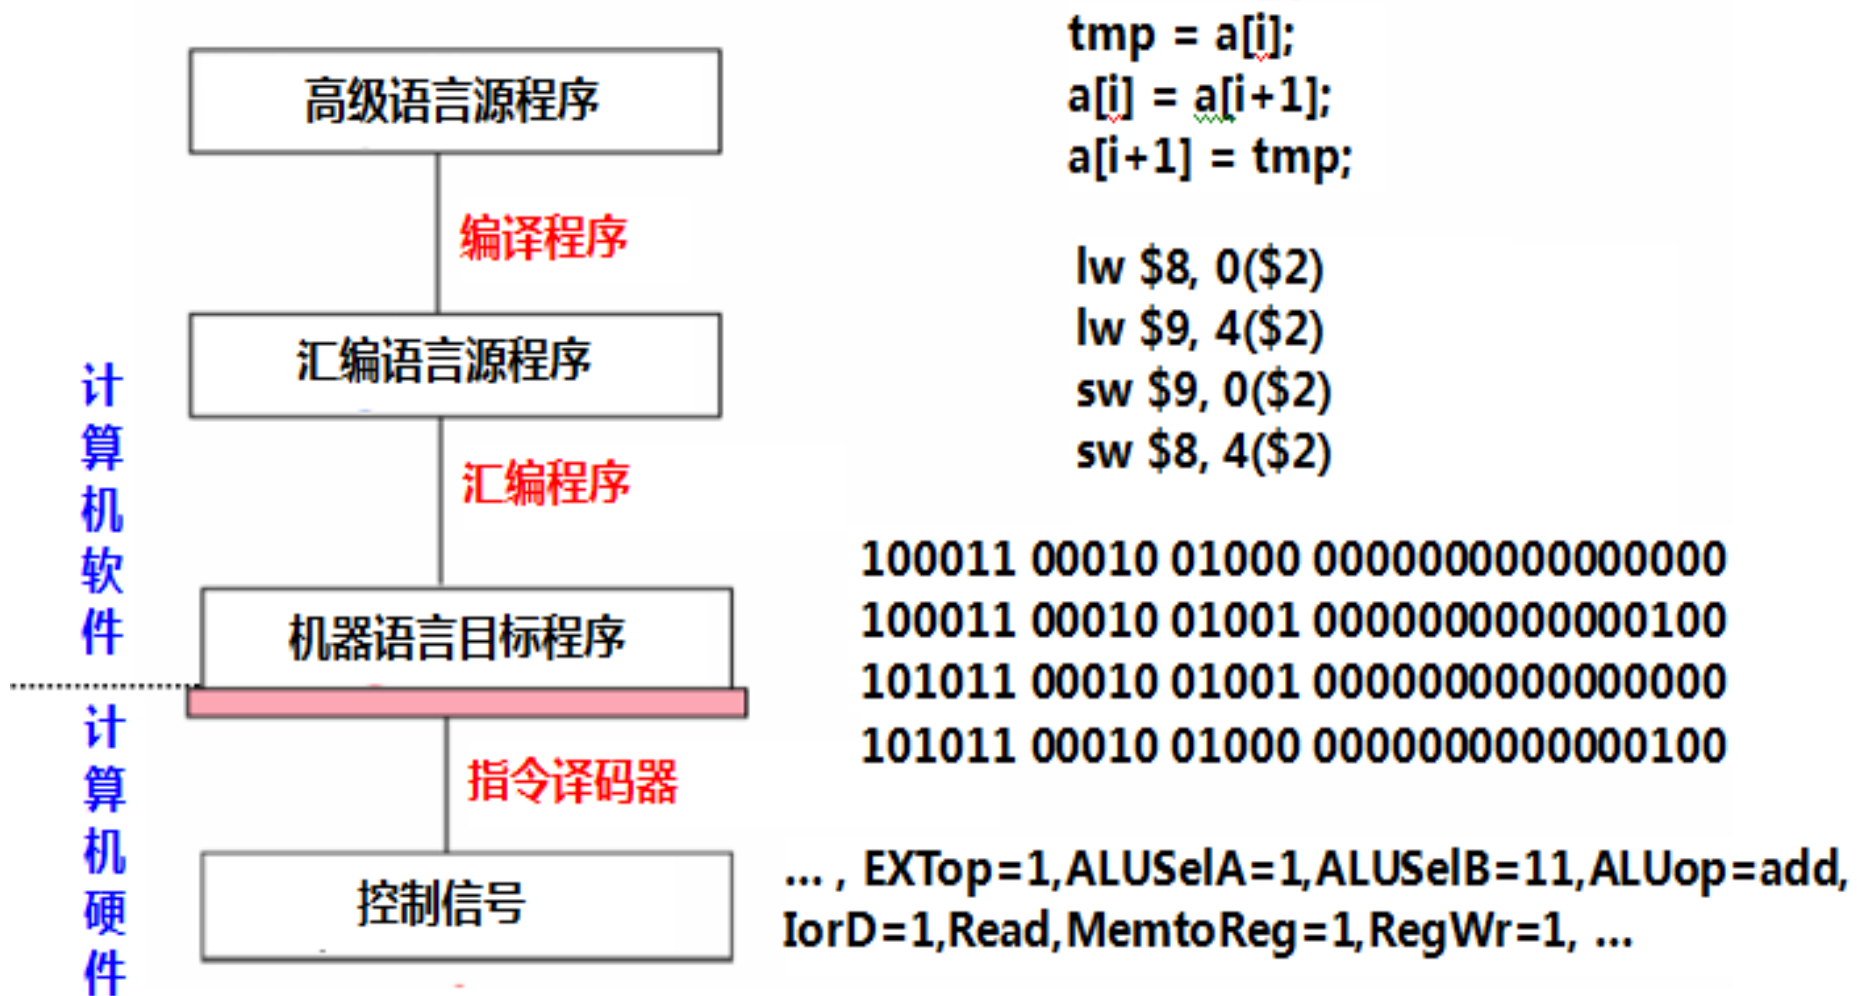 高级语言源程序
tmp = a[i];
a[i] = a[i+1];
a[i+1] = tmp;
编译程序
汇编语言源程序
lw $8, 0($2)
lw $9, 4($2)
sw $9, 0($2)
sw $8, 4($2)
计算机软件
汇编程序
机器语言目标程序
100011 00010 01000 0000000000000000
100011 00010 01001 0000000000000100
101011 00010 01001 0000000000000000
101011 00010 01000 0000000000000100
计算机硬件
指令译码器
控制信号
... , EXTop=1,ALUSelA=1,ALUSelB=11,ALUop=add,
IorD=1,Read,MemtoReg=1,RegWr=1, ...